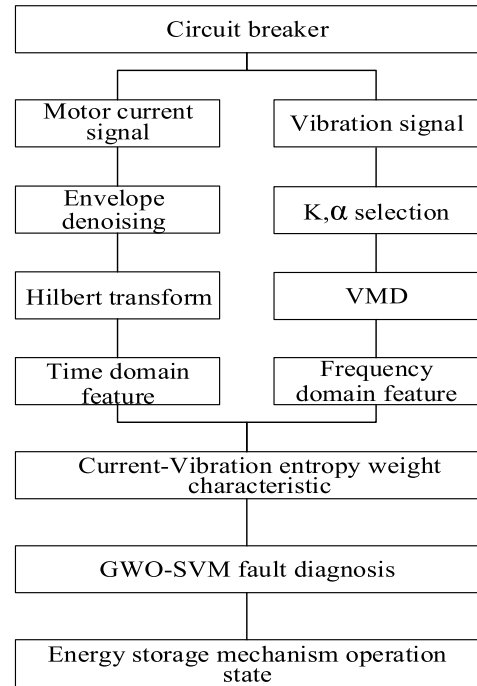 Circuit breaker
Motor current
signal
Vibration signal
Envelope
denoising
K,α selection
Hilbert transform
VMD
Time domain
feature
Frequency
domain feature
Current-Vibration entropy weight
characteristic
GWO-SVM fault diagnosis
Energy storage mechanism operation
state